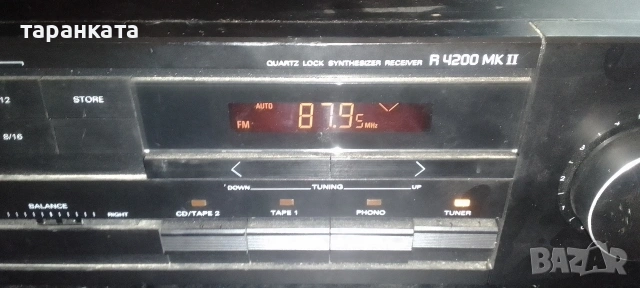 таранката
QUARTZ LOCK SYNTHESIZER RECEIVER R 4200 MK II
12 STORE
AUTO
FM 87.95 MHz
8/16
DOWN TUNING UP
BALANCE
RIGHT
CD/TAPE 2 TAPE 1 PHONO TUNER
BAZAR